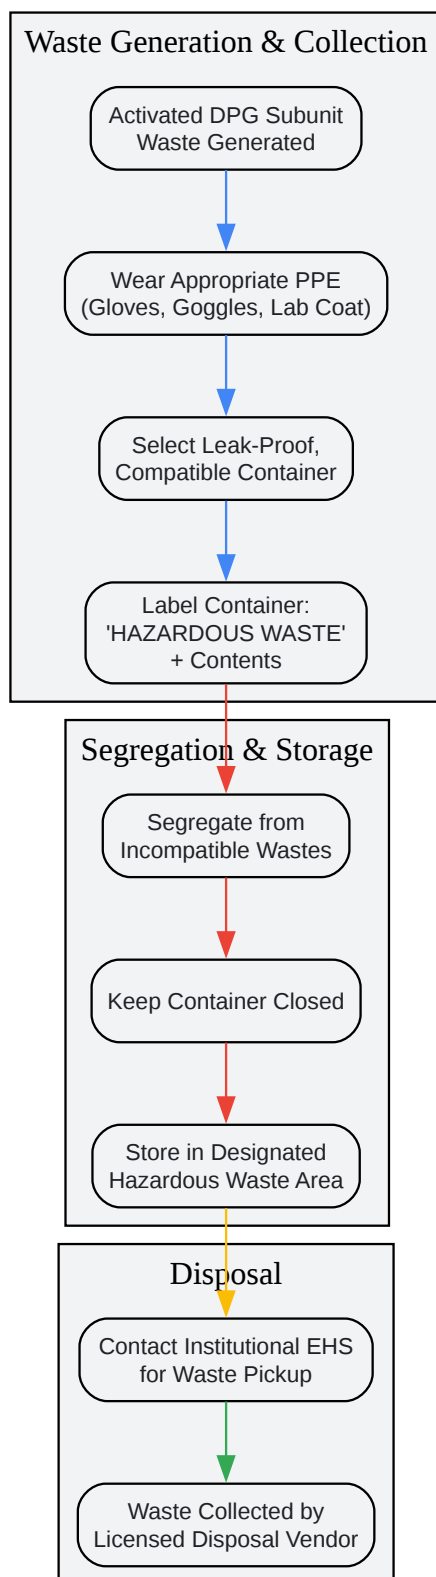 Waste Generation & Collection
Activated DPG Subunit
Waste Generated
Wear Appropriate PPE
(Gloves, Goggles, Lab Coat)
Select Leak-Proof,
Compatible Container
Label Container:
'HAZARDOUS WASTE'
+ Contents
Segregation & Storage
Segregate from
Incompatible Wastes
Keep Container Closed
Store in Designated
Hazardous Waste Area
Disposal
Contact Institutional EHS
for Waste Pickup
Waste Collected by
Licensed Disposal Vendor